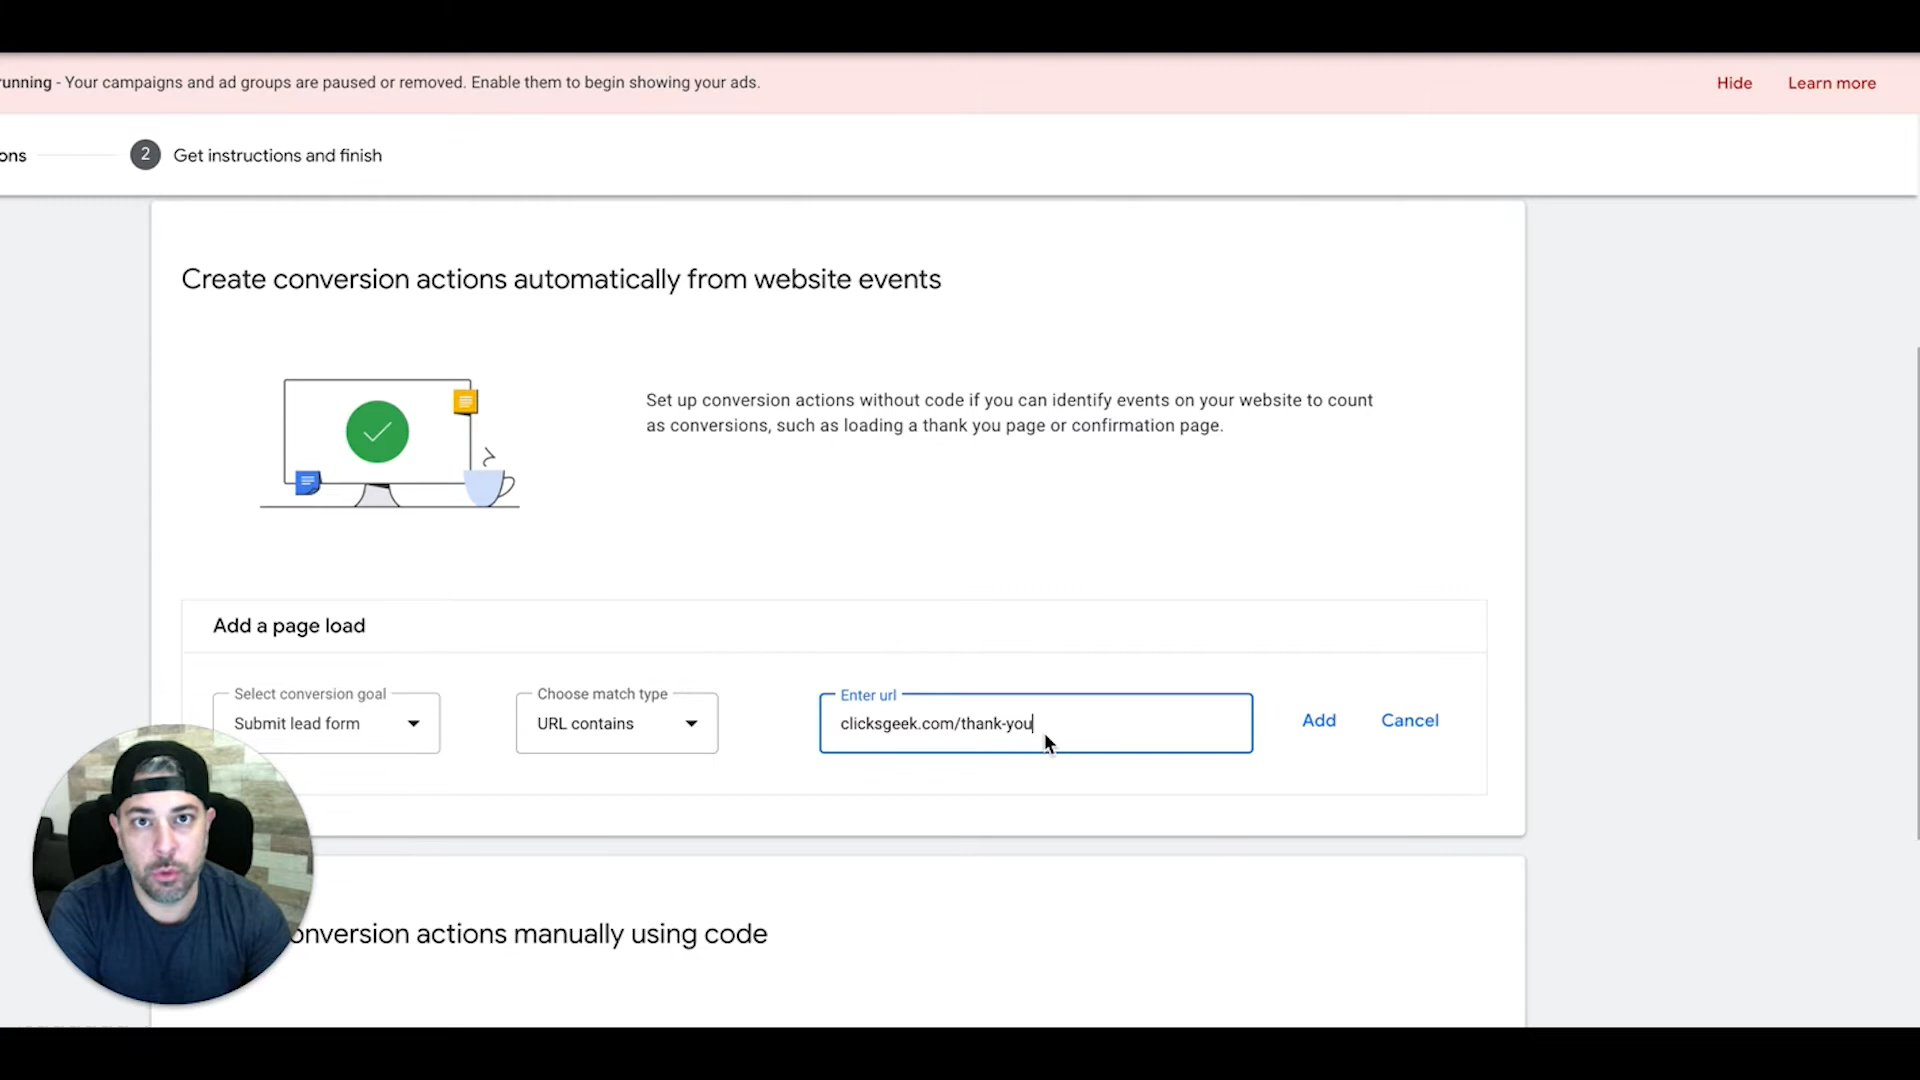 unning - Your campaigns and ad groups are paused or removed. Enable them to begin showing your ads.
Hide
Learn more
ons
2
Get instructions and finish
Create conversion actions automatically from website events
Set up conversion actions without code if you can identify events on your website to count
as conversions, such as loading a thank you page or confirmation page.
Add a page load
Select conversion goal
Submit lead form
Choose match type
URL contains
Enter url
clicksgeek.com/thank-you
Add
Cancel
onversion actions manually using code